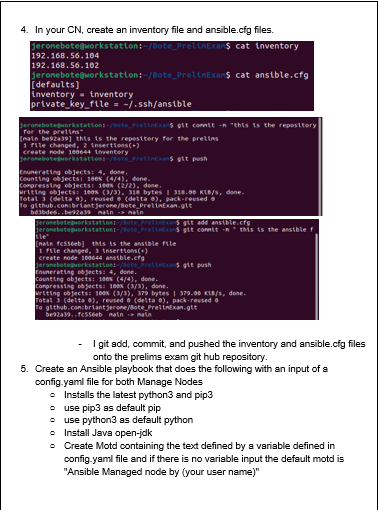 4. In your CN, create an inventory file and ansible.cfg files.
jeromebote@workstation:~/Bote_PrelimExam$ cat inventory
192.168.56.104
192.168.56.102
jeromebote@workstation:~/Bote_PrelimExam$ cat ansible.cfg
[defaults]
inventory = inventory
private_key_file = ~/.ssh/ansible
jeromebote@workstation:~/Bote_PrelimExam$ git commit -m "this is the repository
for the prelims"
[main be92a39] this is the repository for the prelims
1 file changed, 2 insertions(+)
create mode 100644 inventory
jeromebote@workstation:~/Bote_PrelimExam$ git push
Enumerating objects: 4, done.
Counting objects: 100% (4/4), done.
Compressing objects: 100% (2/2), done.
Writing objects: 100% (3/3), 318 bytes | 318.00 KiB/s, done.
Total 3 (delta 0), reused 0 (delta 0), pack-reused 0
To github.com:briantjerome/Bote_PrelimExam.git
bd3bde6..be92a39 main -> main
jeromebote@workstation:~/Bote_PrelimExam$ git add ansible.cfg
jeromebote@workstation:~/Bote_PrelimExam$ git commit -m " this is the ansible f
ile"
[main fc556eb] this is the ansible file
1 file changed, 3 insertions(+)
create mode 100644 ansible.cfg
jeromebote@workstation:~/Bote_PrelimExam$ git push
Enumerating objects: 4, done.
Counting objects: 100% (4/4), done.
Compressing objects: 100% (3/3), done.
Writing objects: 100% (3/3), 379 bytes | 379.00 KiB/s, done.
Total 3 (delta 0), reused 0 (delta 0), pack-reused 0
To github.com:briantjerome/Bote_PrelimExam.git
be92a39..fc556eb main -> main
- I git add, commit, and pushed the inventory and ansible.cfg files
onto the prelims exam git hub repository.
5. Create an Ansible playbook that does the following with an input of a
config.yaml file for both Manage Nodes
○ Installs the latest python3 and pip3
○ use pip3 as default pip
○ use python3 as default python
○ Install Java open-jdk
○ Create Motd containing the text defined by a variable defined in
config.yaml file and if there is no variable input the default motd is
"Ansible Managed node by (your user name)"